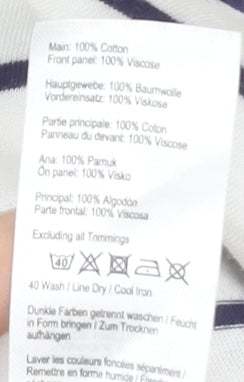 Main: 100% Cotton
Front panel: 100% Viscose
Hauptgewebe: 100% Baumwolle
Vordereinsatz: 100% Viskose
Partie principale: 100% Coton
Panneau du devant: 100% Viscose
Ana: 100% Pamuk
Ön panel: 100% Visko
Principal: 100% Algodón
Parte frontal: 100% Viscosa
Excluding all Trimmings
40
40 Wash / Line Dry / Cool Iron
Dunkle Farben getrennt waschen / Feucht
in Form bringen / Zum Trocknen
aufhängen
Laver les couleurs foncées séparément /
Remettre en forme humide /